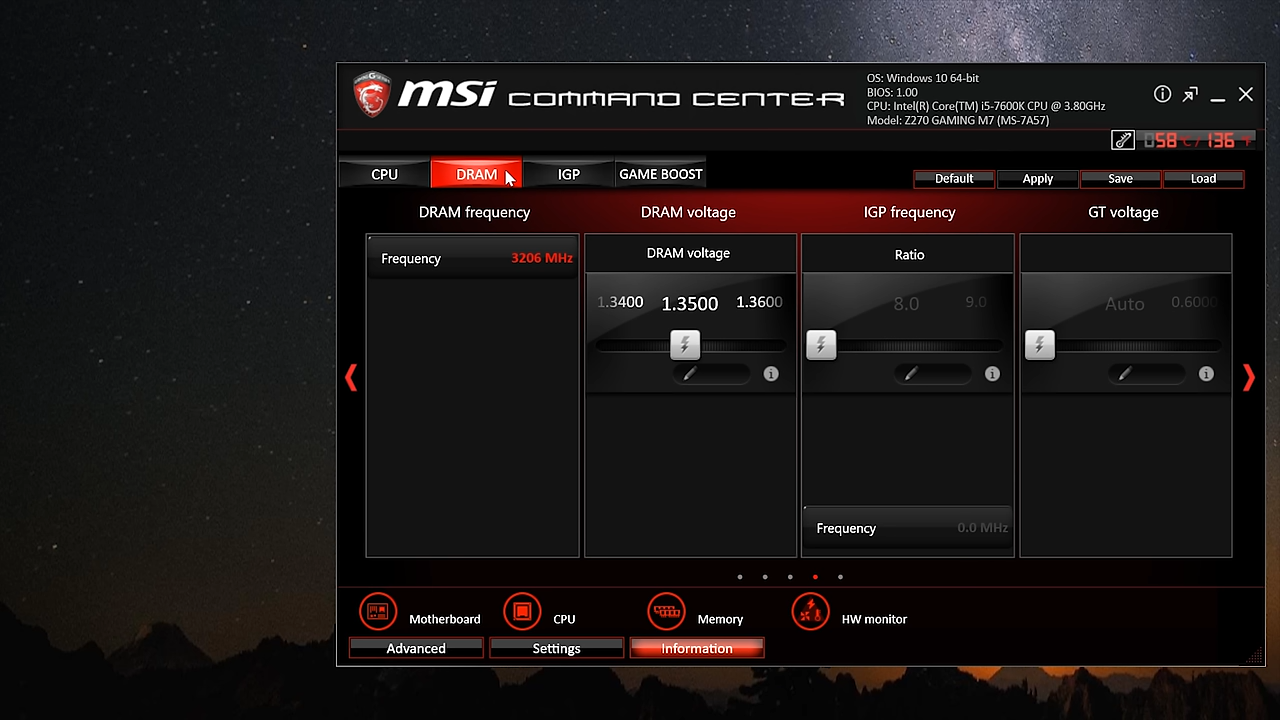 msi COMMAND CENTER
OS: Windows 10 64-bit
BIOS: 1.00
CPU: Intel(R) Core(TM) i5-7600K CPU @ 3.80GHz
Model: Z270 GAMING M7 (MS-7A57)
58 °C / 136 °F
CPU DRAM IGP GAME BOOST
Default Apply Save Load
DRAM frequency DRAM voltage IGP frequency GT voltage
Frequency 3206 MHz
DRAM voltage
Ratio
1.3400 1.3500 1.3600
8.0 9.0
Auto 0.6000
Frequency 0.0 MHz
Motherboard CPU Memory HW monitor
Advanced Settings Information